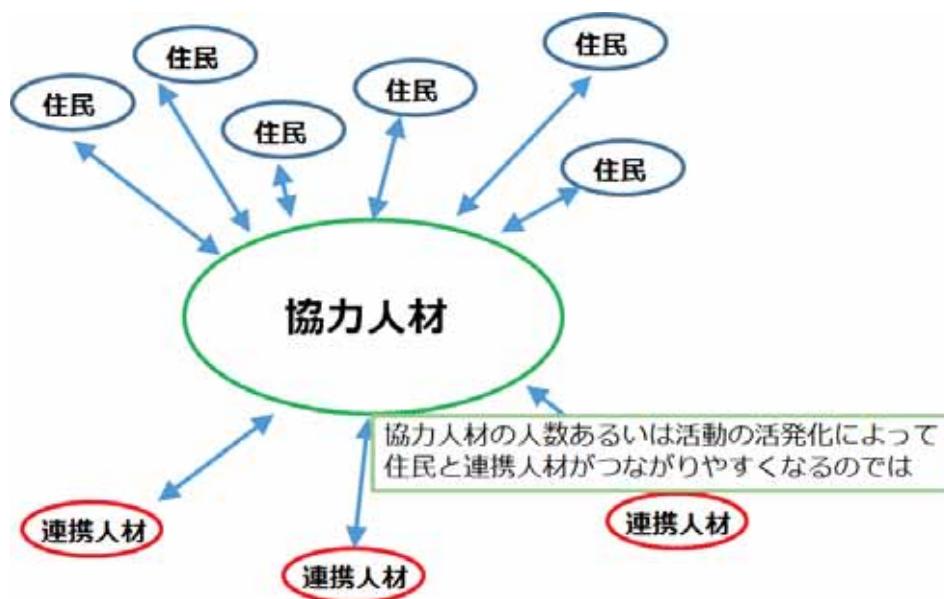 住民
住民
住民
住民
住民
住民
協力人材
協力人材の人数あるいは活動の活発化によって
住民と連携人材がつながりやすくなるのでは
連携人材
連携人材
連携人材